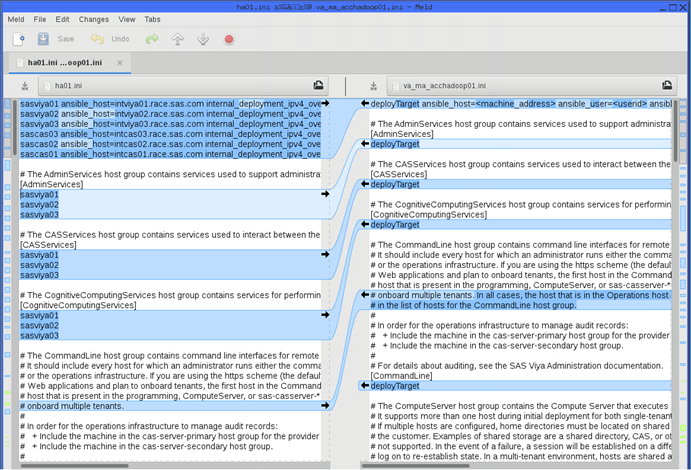 ha01.ini va_ma_acchadoop01.ini - Meld
Meld File Edit Changes View Tabs
Save Undo
ha01.ini ...oop01.ini
ha01.ini
sasviya01 ansible_host=intviya01.race.sas.com internal_deployment_ipv4_ove
sasviya02 ansible_host=intviya02.race.sas.com internal_deployment_ipv4_ove
sasviya03 ansible_host=intviya03.race.sas.com internal_deployment_ipv4_ove
sascas03 ansible_host=intcas03.race.sas.com internal_deployment_ipv4_over
sascas02 ansible_host=intcas02.race.sas.com internal_deployment_ipv4_over
sascas01 ansible_host=intcas01.race.sas.com internal_deployment_ipv4_over
# The AdminServices host group contains services used to support administra
[AdminServices]
sasviya01
sasviya02
sasviya03
# The CASServices host group contains services used to interact between the
[CASServices]
sasviya01
sasviya02
sasviya03
# The CognitiveComputingServices host group contains services for performin
[CognitiveComputingServices]
sasviya01
sasviya02
sasviya03
# The CommandLine host group contains command line interfaces for remote
# It should include every host for which an administrator runs either the comma
# or the operations infrastructure. If you are using the https scheme (the defaul
# Web applications and plan to onboard tenants, the first host in the Command
# host that is present in the programming, ComputeServer, or sas-casserver-*
# onboard multiple tenants.
#
# In order for the operations infrastructure to manage audit records:
#   + Include the machine in the cas-server-primary host group for the provider
#   + Include the machine in the cas-server-secondary host group.
#
va_ma_acchadoop01.ini
deployTarget ansible_host=<machine_address> ansible_user=<userid> ansibl
# The AdminServices host group contains services used to support administra
[AdminServices]
deployTarget
# The CASServices host group contains services used to interact between the
[CASServices]
deployTarget
# The CognitiveComputingServices host group contains services for performin
[CognitiveComputingServices]
deployTarget
# The CommandLine host group contains command line interfaces for remote
# It should include every host for which an administrator runs either the comma
# or the operations infrastructure. If you are using the https scheme (the defaul
# Web applications and plan to onboard tenants, the first host in the Command
# host that is present in the programming, ComputeServer, or sas-casserver-*
# onboard multiple tenants. In all cases, the host that is in the Operations host
# in the list of hosts for the CommandLine host group.
#
# In order for the operations infrastructure to manage audit records:
#   + Include the machine in the cas-server-primary host group for the provider
#   + Include the machine in the cas-server-secondary host group.
#
# For details about auditing, see the SAS Viya Administration documentation.
[CommandLine]
deployTarget
# The ComputeServer host group contains the Compute Server that executes
# It supports more than one host during initial deployment for both single-tenant
# If multiple hosts are configured, home directories must be located on shared
# the customer. Examples of shared storage are a shared directory, CAS, or ot
# not supported. In the event of a failure, a session will be established on a diffe
# log on to re-establish state. In a multi-tenant environment, hosts are shared a